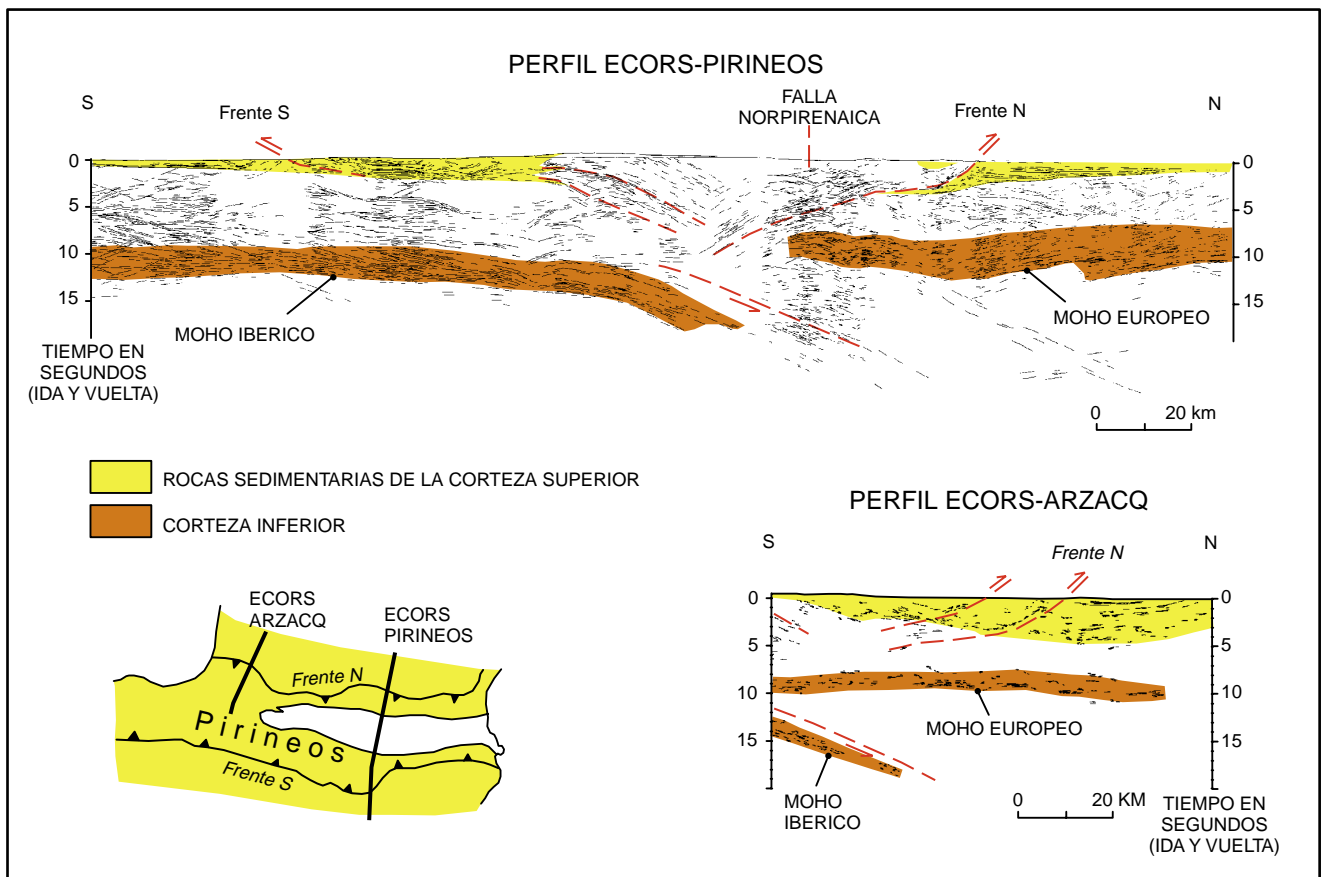 PERFIL ECORS-PIRINEOS
S
N
Frente S
FALLA
NORPIRENAICA
Frente N
0
5
10
15
0
5
10
15
MOHO IBERICO
MOHO EUROPEO
TIEMPO EN
SEGUNDOS
(IDA Y VUELTA)
0 20 km
ROCAS SEDIMENTARIAS DE LA CORTEZA SUPERIOR
CORTEZA INFERIOR
PERFIL ECORS-ARZACQ
S
N
Frente N
0
5
10
15
0
5
10
15
MOHO EUROPEO
MOHO
IBERICO
0 20 KM
TIEMPO EN
SEGUNDOS
(IDA Y VUELTA)
ECORS
ARZACQ
ECORS
PIRINEOS
Frente N
Pirineos
Frente S